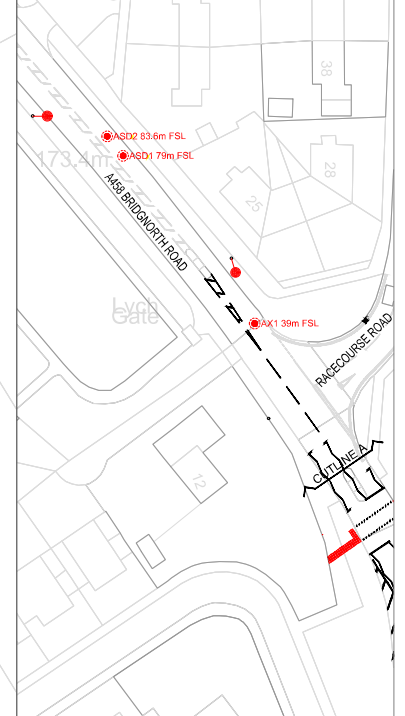 38
ASD2 83.6m FSL
173.4m
ASD1 79m FSL
28
A458 BRIDGNORTH ROAD
25
Lych
Gate
AX1 39m FSL
RACECOURSE ROAD
CUTLINE A
12